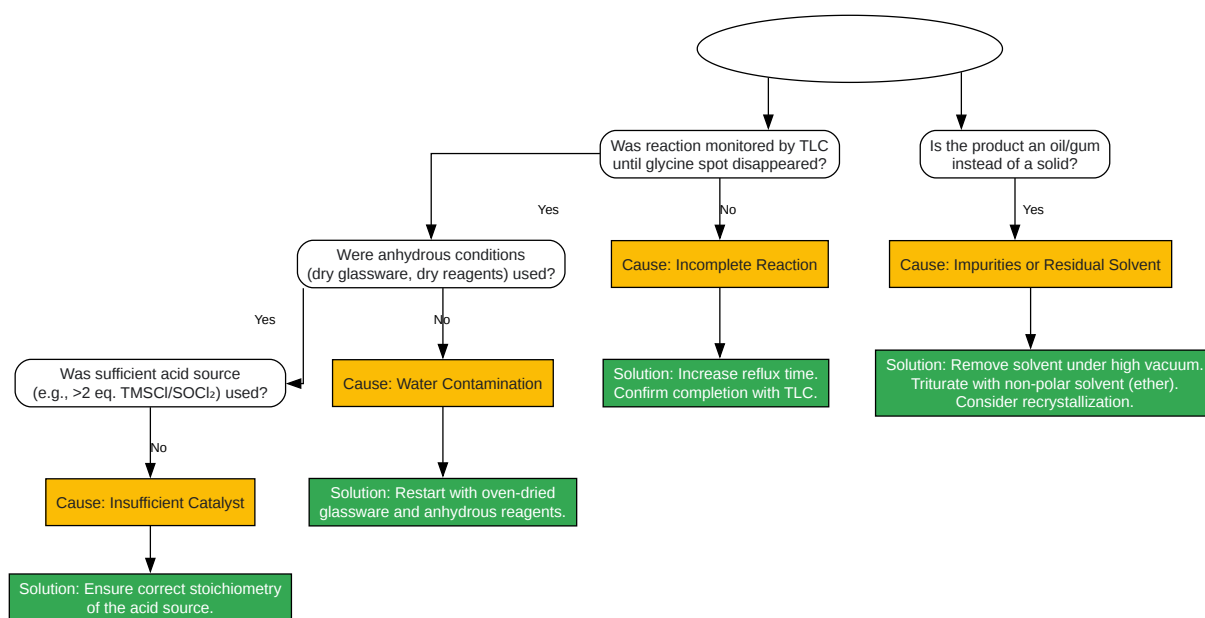 Was reaction monitored by TLC
until glycine spot disappeared?
Is the product an oil/gum
instead of a solid?
Yes
No
Yes
Were anhydrous conditions
(dry glassware, dry reagents) used?
Cause: Incomplete Reaction
Cause: Impurities or Residual Solvent
Yes
No
Was sufficient acid source
(e.g., >2 eq. TMSCl/SOCl₂) used?
Cause: Water Contamination
Solution: Increase reflux time.
Confirm completion with TLC.
Solution: Remove solvent under high vacuum.
Triturate with non-polar solvent (ether).
Consider recrystallization.
No
Cause: Insufficient Catalyst
Solution: Restart with oven-dried
glassware and anhydrous reagents.
Solution: Ensure correct stoichiometry
of the acid source.